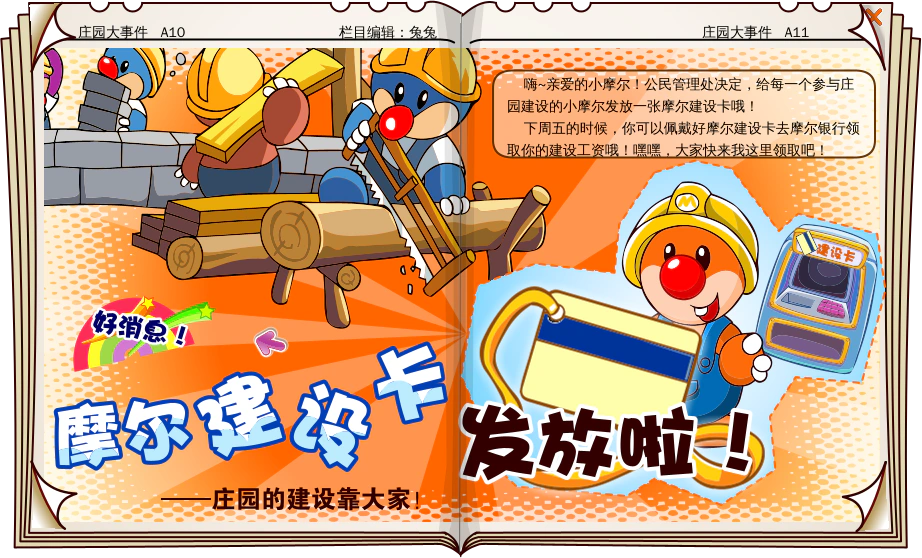 庄园大事件 A10
栏目编辑：兔兔
庄园大事件 A11
嗨~亲爱的小摩尔！公民管理处决定，给每一个参与庄
园建设的小摩尔发放一张摩尔建设卡哦！
下周五的时候，你可以佩戴好摩尔建设卡去摩尔银行领
取你的建设工资哦！嘿嘿，大家快来我这里领取吧！
M
建设卡
好消息！
摩尔建设卡
发放啦！
——庄园的建设靠大家！